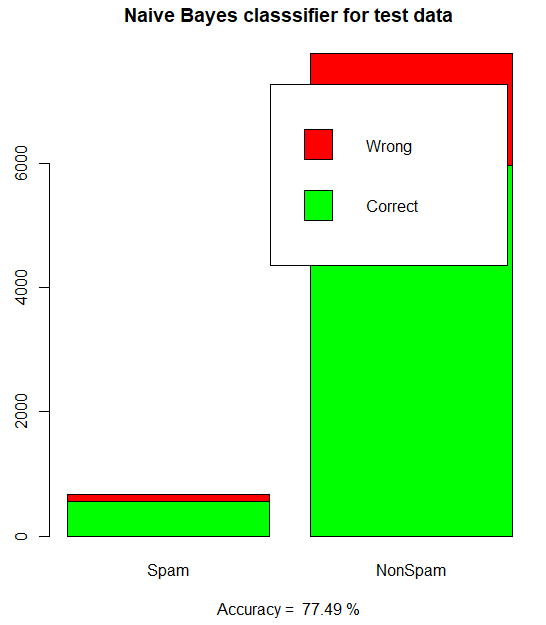 Naive Bayes classsifier for test data
6000
4000
2000
0
Wrong
Correct
Spam
NonSpam
Accuracy = 77.49 %